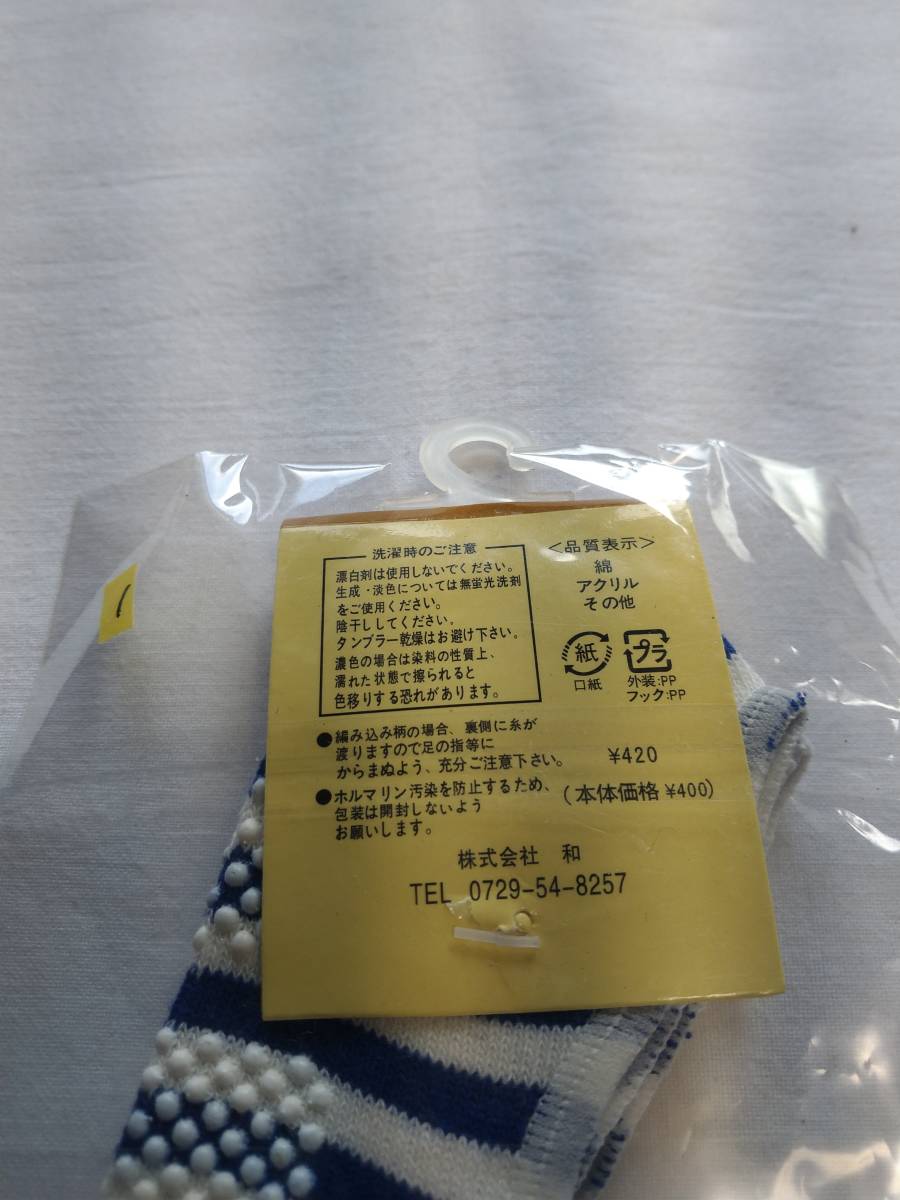 洗濯時のご注意
漂白剤は使用しないでください。
生成・淡色については無蛍光洗剤
をご使用ください。
陰干ししてください。
タンブラー乾燥はお避け下さい。
濃色の場合は染料の性質上、
濡れた状態で擦られると
色移りする恐れがあります。
<品質表示>
綿
アクリル
その他
紙
口紙
プラ
外装:PP
フック:PP
●編み込み柄の場合、裏側に糸が
渡りますので足の指等に
からまぬよう、充分ご注意下さい。
●ホルマリン汚染を防止するため、
包装は開封しないよう
お願いします。
¥420
(本体価格¥400)
株式会社 和
TEL 0729-54-8257
1